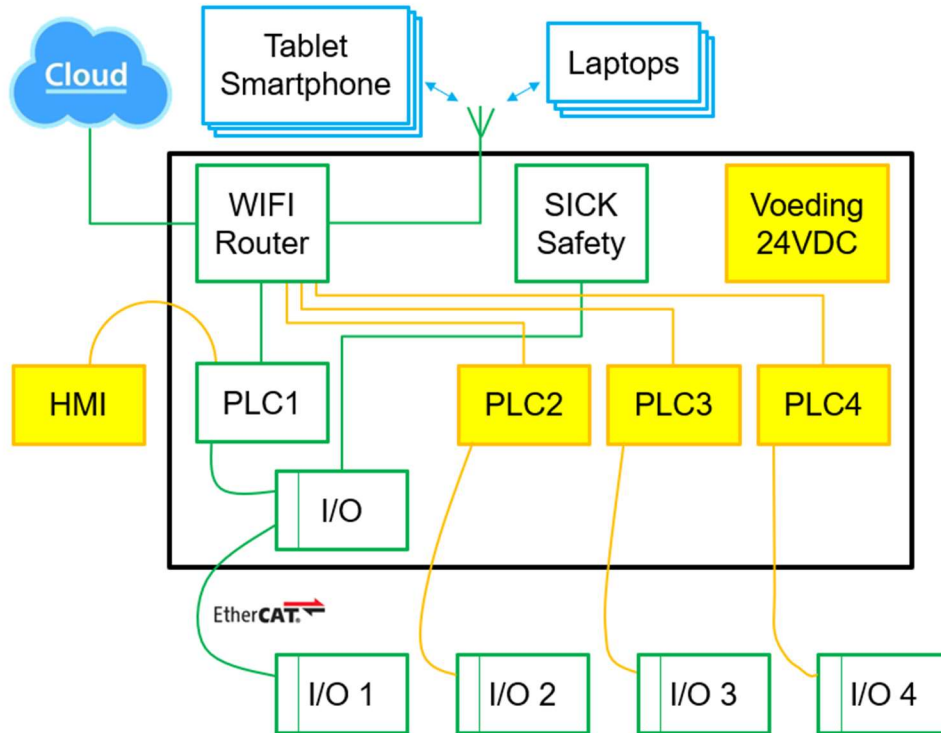 Cloud
Tablet
Smartphone
Laptops
WIFI
Router
SICK
Safety
Voeding
24VDC
HMI
PLC1
PLC2
PLC3
PLC4
I/O
EtherCAT®
I/O 1
I/O 2
I/O 3
I/O 4